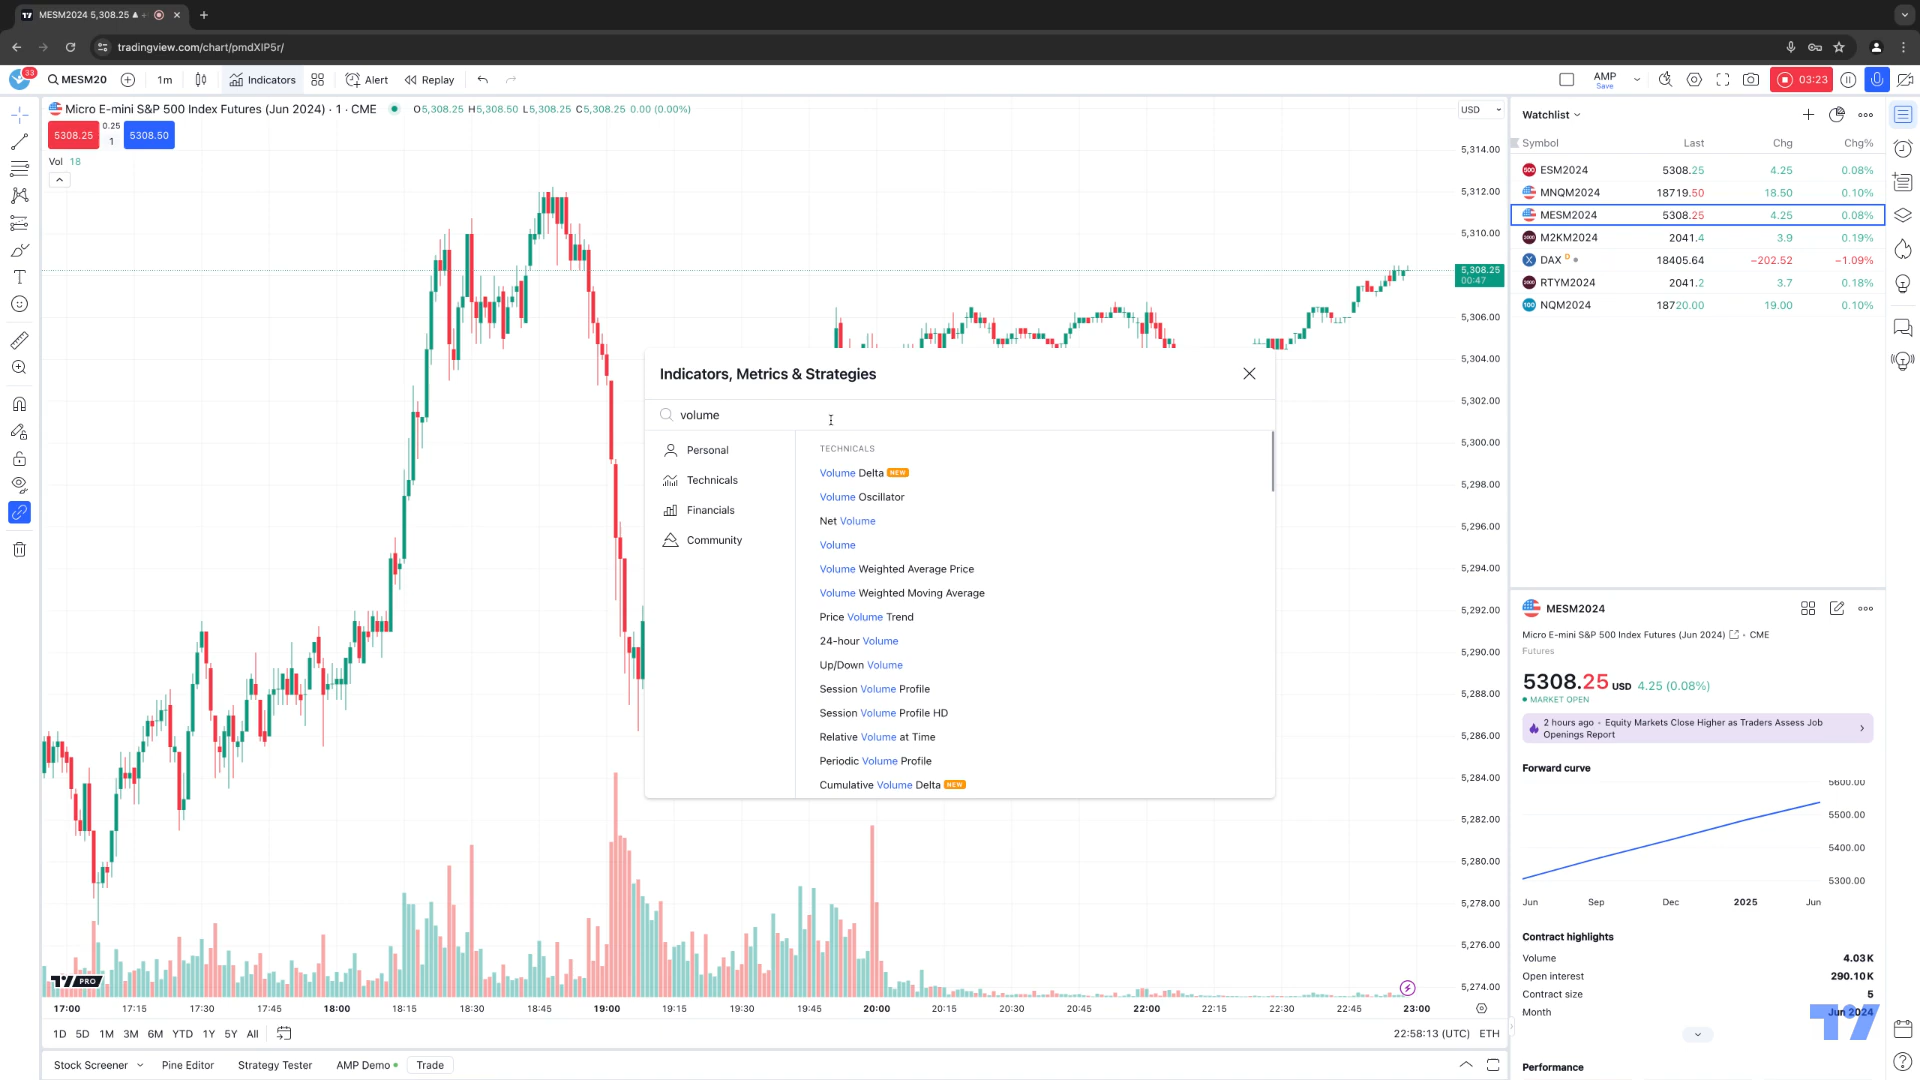 MESM2024 5,308.25
tradingview.com/chart/pmdXIP5r/
33
MESM20
1m
Indicators
Alert
Replay
AMP
Save
03:23
Micro E-mini S&P 500 Index Futures (Jun 2024) · 1 · CME
O5,308.25 H5,308.50 L5,308.25 C5,308.25 0.00 (0.00%)
USD
5308.25
0.25
1
5308.50
Vol 18
5,314.00
5,312.00
5,310.00
5,308.25
00:47
5,306.00
5,304.00
5,302.00
5,300.00
5,298.00
5,296.00
5,294.00
5,292.00
5,290.00
5,288.00
5,286.00
5,284.00
5,282.00
5,280.00
5,278.00
5,276.00
5,274.00
Indicators, Metrics & Strategies
volume
Personal
Technicals
Financials
Community
TECHNICALS
Volume Delta NEW
Volume Oscillator
Net Volume
Volume
Volume Weighted Average Price
Volume Weighted Moving Average
Price Volume Trend
24-hour Volume
Up/Down Volume
Session Volume Profile
Session Volume Profile HD
Relative Volume at Time
Periodic Volume Profile
Cumulative Volume Delta NEW
PRO
17:00 17:15 17:30 17:45 18:00 18:15 18:30 18:45 19:00 19:15 19:30 19:45 20:00 20:15 20:30 20:45 21:00 21:15 21:30 21:45 22:00 22:15 22:30 22:45 23:00
1D 5D 1M 3M 6M YTD 1Y 5Y All
22:58:13 (UTC) ETH
Stock Screener
Pine Editor
Strategy Tester
AMP Demo
Trade
Watchlist
Symbol Last Chg Chg%
ESM2024 5308.25 4.25 0.08%
MNQM2024 18719.50 18.50 0.10%
MESM2024 5308.25 4.25 0.08%
M2KM2024 2041.4 3.9 0.19%
DAX D 18405.64 −202.52 −1.09%
RTYM2024 2041.2 3.7 0.18%
NQM2024 18720.00 19.00 0.10%
MESM2024
Micro E-mini S&P 500 Index Futures (Jun 2024) · CME
Futures
5308.25 USD 4.25 (0.08%)
MARKET OPEN
2 hours ago · Equity Markets Close Higher as Traders Assess Job
Openings Report
Forward curve
5600.00
5500.00
5400.00
5300.00
Jun Sep Dec 2025 Jun
Contract highlights
Volume 4.03K
Open interest 290.10K
Contract size 5
Month Jun 2024
Performance